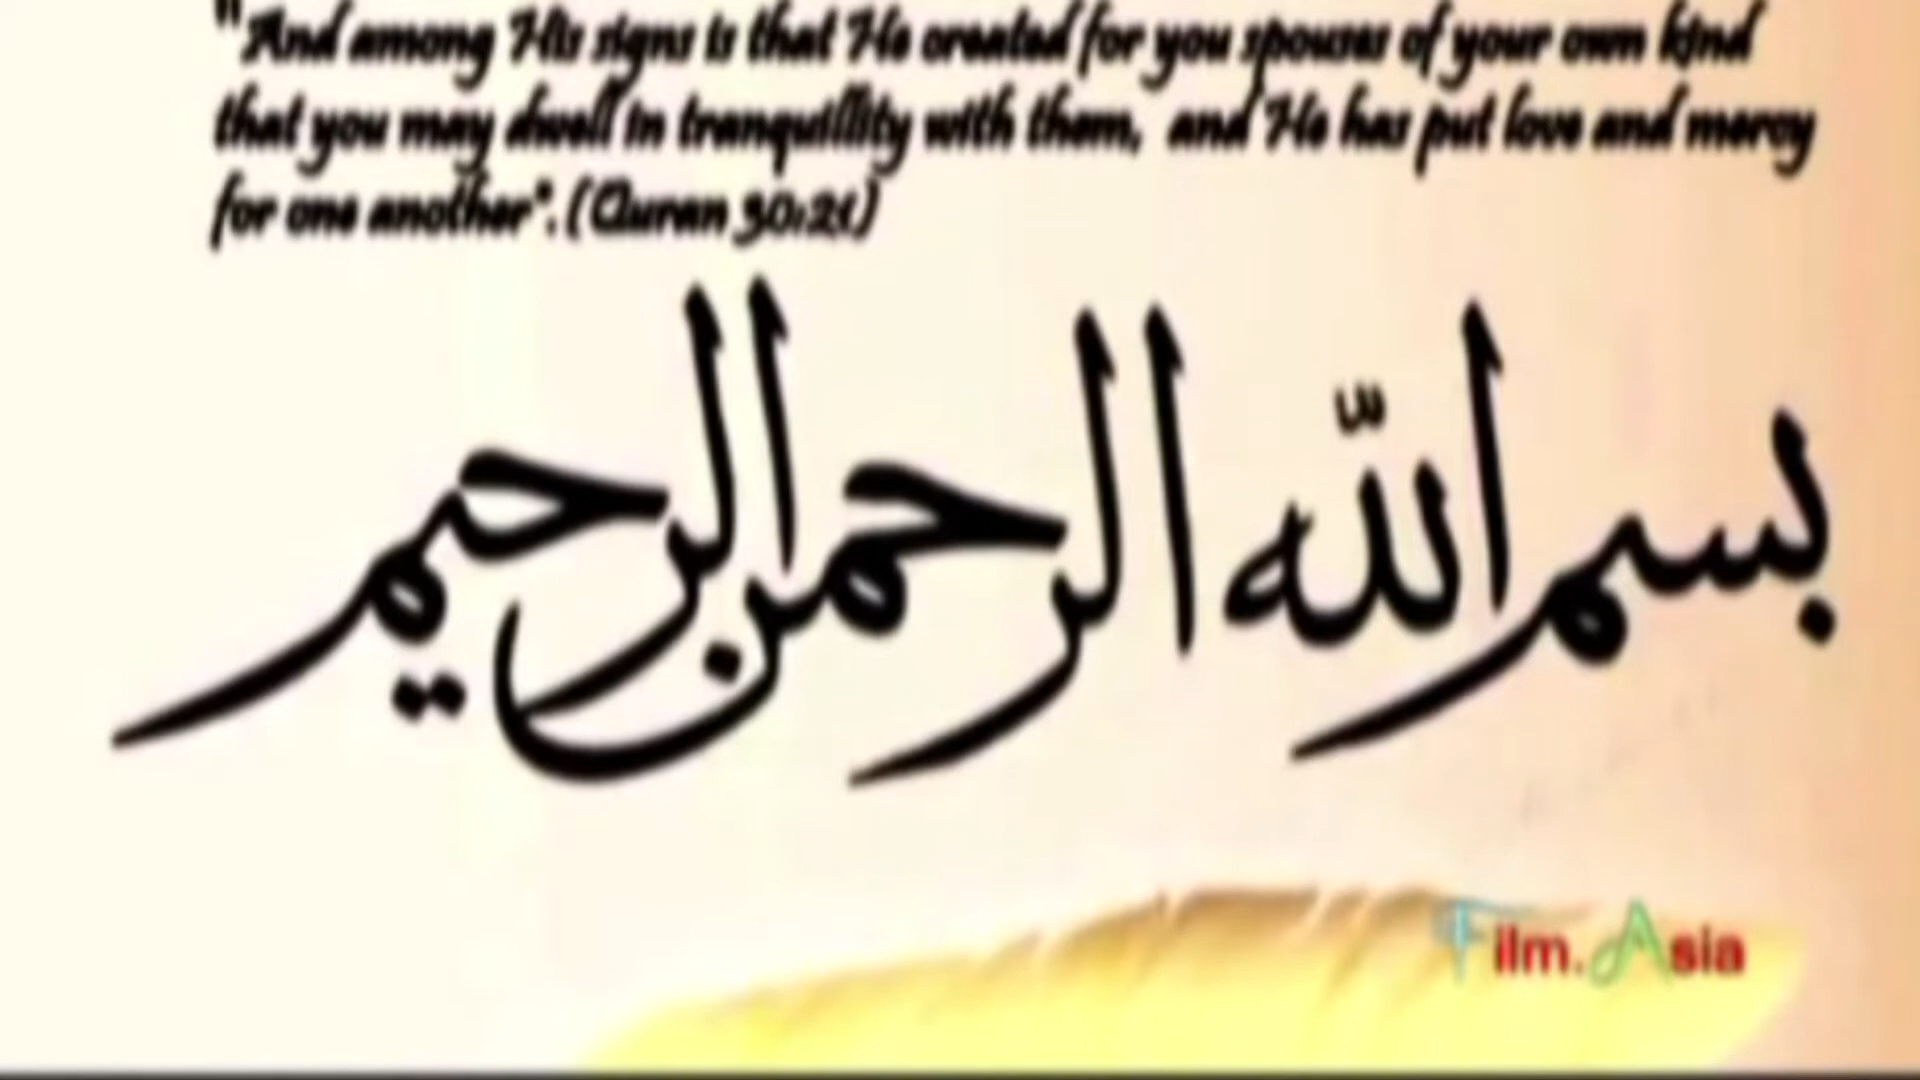 "And among His signs is that He created for you spouses of your own kind
that you may dwell in tranquillity with them, and He has put love and mercy
for one another". (Quran 30:21)
بسم الله الرحمن الرحيم
Film.Asia